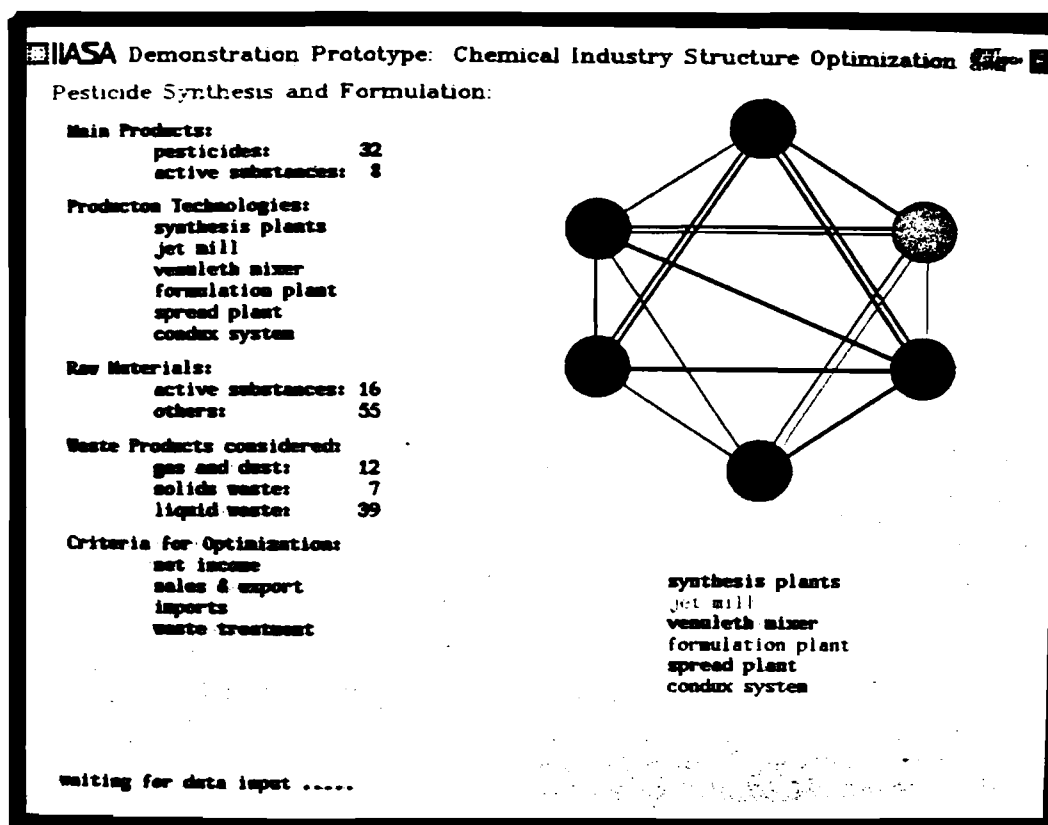 IIASA Demonstration Prototype: Chemical Industry Structure Optimization
Pesticide Synthesis and Formulation:
Main Products:
pesticides: 32
active substances: 8
Producton Technologies:
synthesis plants
jet mill
venuleth mixer
formulation plant
spread plant
condux system
Raw Materials:
active substances: 16
others: 55
Waste Products considered:
gas and dust: 12
solids waste: 7
liquid waste: 39
Criteria for Optimization:
net income
sales & export
imports
waste treatment
synthesis plants
jet mill
venuleth mixer
formulation plant
spread plant
condux system
waiting for data input .....